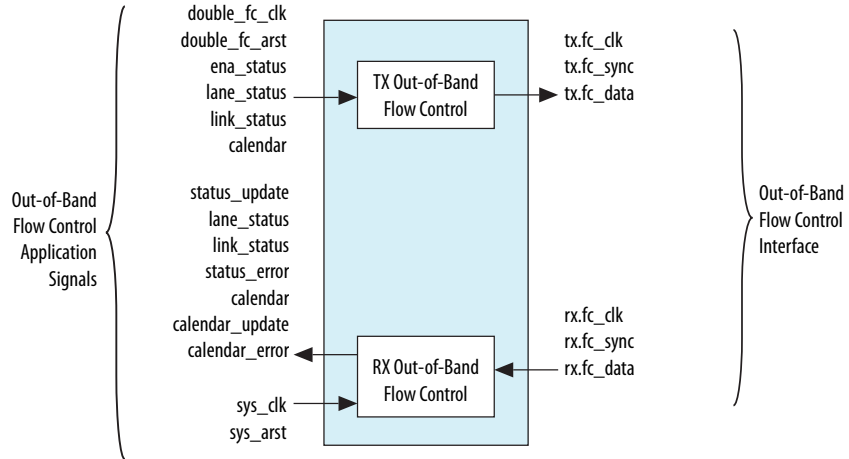 double_fc_clk
double_fc_arst
ena_status
lane_status
link_status
calendar
TX Out-of-Band
Flow Control
tx.fc_clk
tx.fc_sync
tx.fc_data
Out-of-Band
Flow Control
Application
Signals
status_update
lane_status
link_status
status_error
calendar
calendar_update
calendar_error
sys_clk
sys_arst
RX Out-of-Band
Flow Control
rx.fc_clk
rx.fc_sync
rx.fc_data
Out-of-Band
Flow Control
Interface